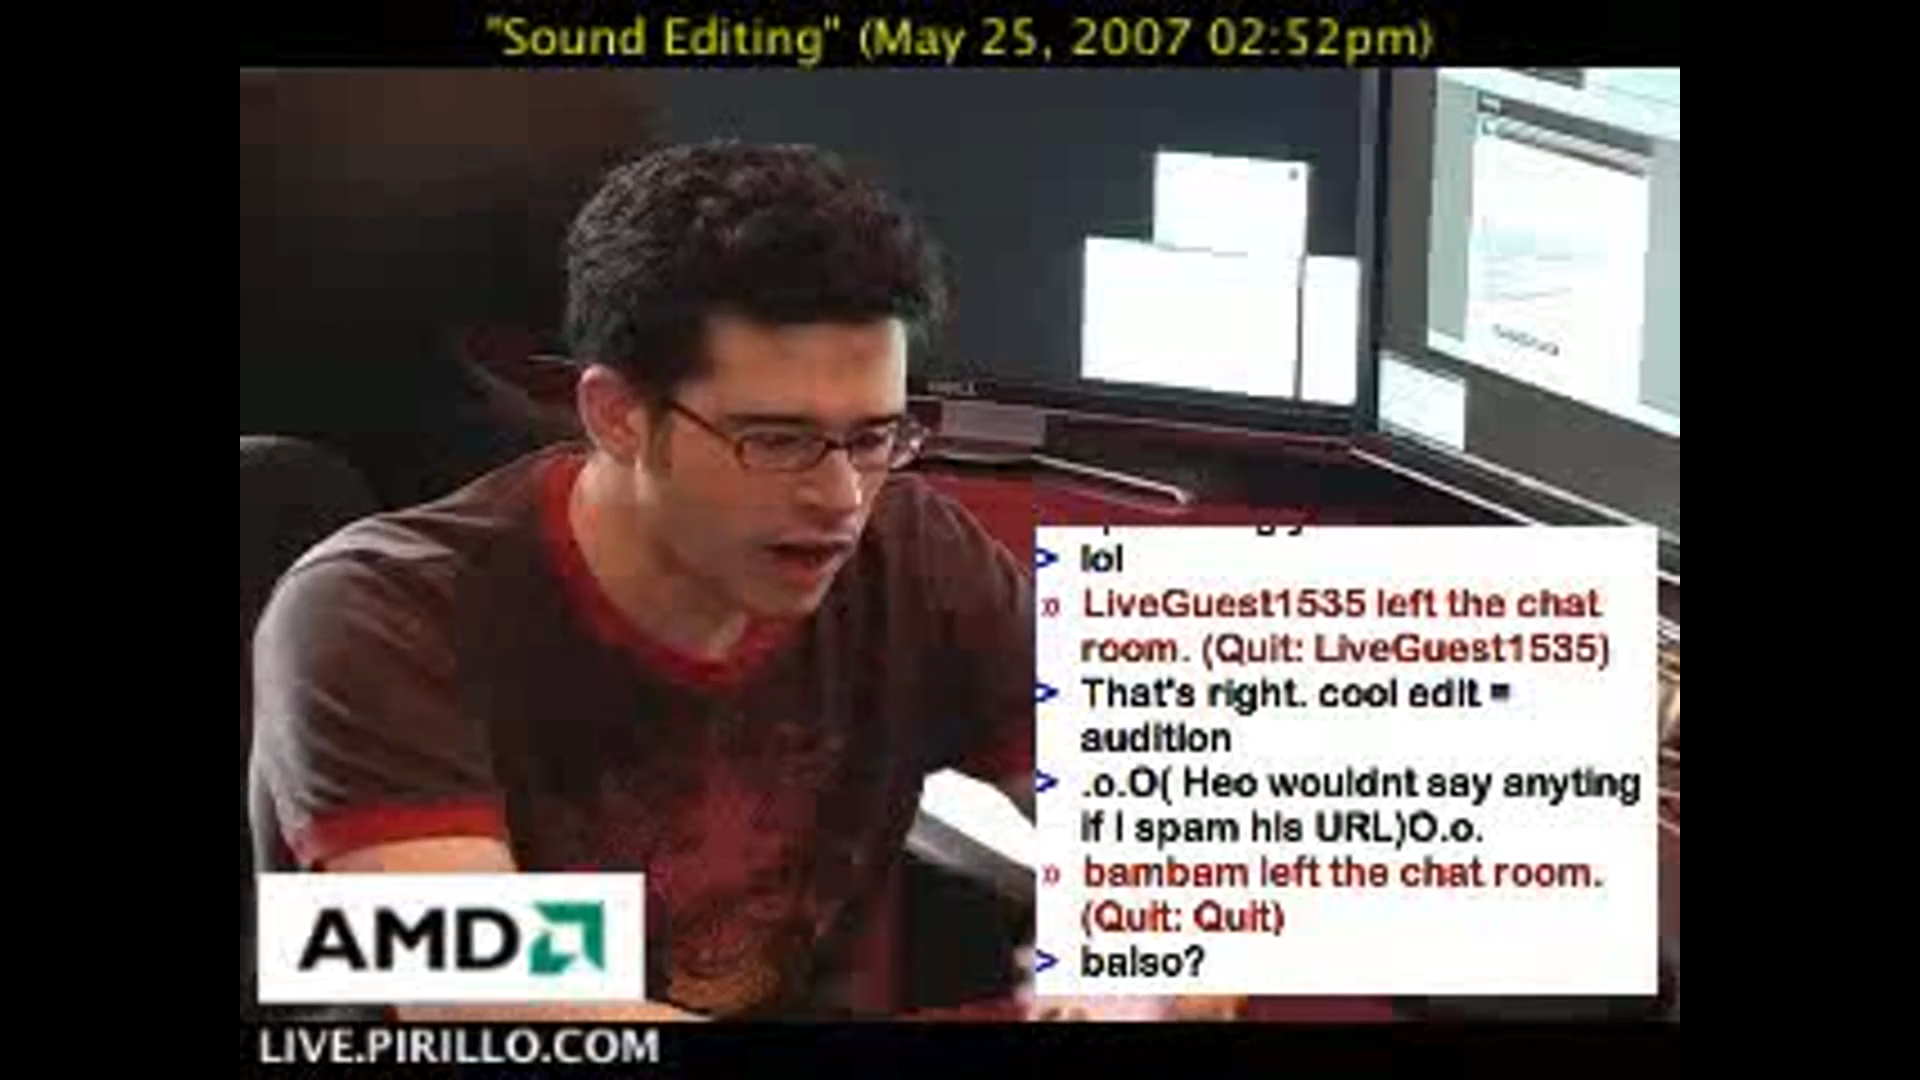 "Sound Editing" (May 25, 2007 02:52pm)
> lol
» LiveGuest1535 left the chat
room. (Quit: LiveGuest1535)
> That's right. cool edit =
audition
> .o.O( Heo wouldnt say anyting
if I spam his URL)O.o.
» bambam left the chat room.
(Quit: Quit)
> balso?
AMD
LIVE.PIRILLO.COM